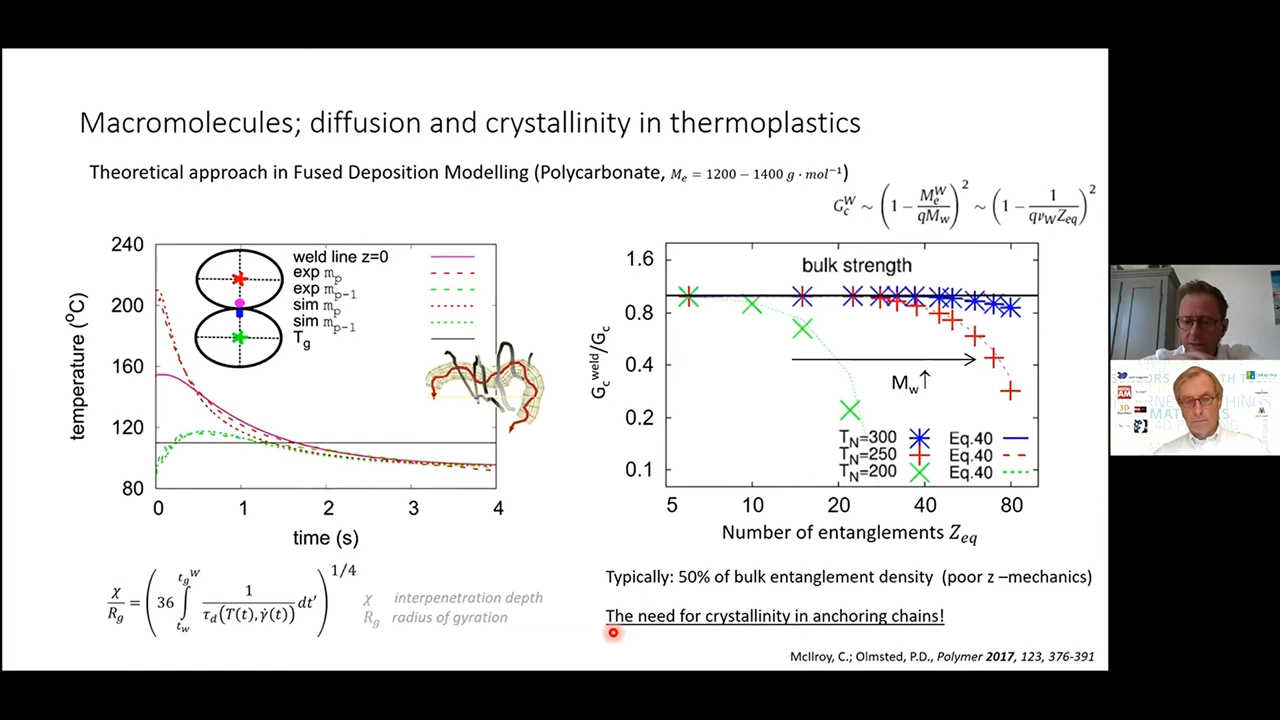 Macromolecules; diffusion and crystallinity in thermoplastics
Theoretical approach in Fused Deposition Modelling (Polycarbonate, Mₑ = 1200 − 1400 g · mol⁻¹)
G_c^W ∼ (1 − M_e^W / qM_w)² ∼ (1 − 1 / qν_W Z_eq)²
240
200
160
120
80
temperature (°C)
0
1
2
3
4
time (s)
weld line z=0
exp m_p
exp m_p-1
sim m_p
sim m_p-1
T_g
1.6
0.8
0.4
0.2
0.1
G_c^weld/G_c
bulk strength
M_w↑
T_N=300 Eq.40
T_N=250 Eq.40
T_N=200 Eq.40
5
10
20
40
80
Number of entanglements Z_eq
χ/R_g = (36 ∫_{t_w}^{t_g^W} 1/τ_d(T(t), γ̇(t)) dt′)^1/4
χ interpenetration depth
R_g radius of gyration
Typically: 50% of bulk entanglement density (poor z –mechanics)
The need for crystallinity in anchoring chains!
McIlroy, C.; Olmsted, P.D., Polymer 2017, 123, 376-391
AM
3D
MAT